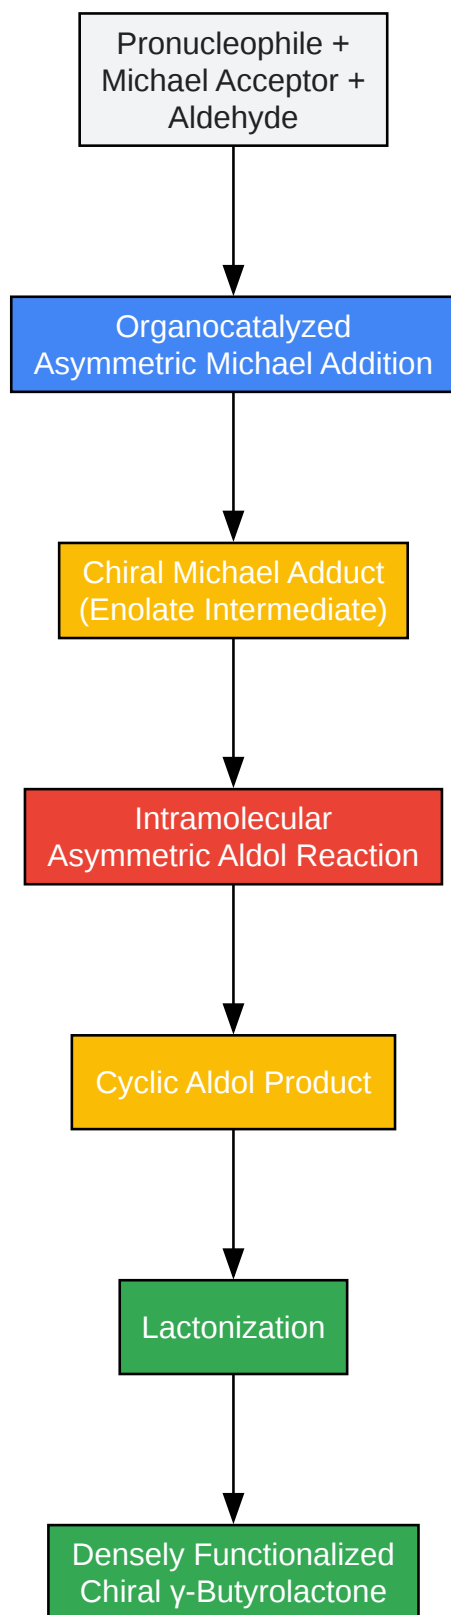 Pronucleophile +
Michael Acceptor +
Aldehyde
Organocatalyzed
Asymmetric Michael Addition
Chiral Michael Adduct
(Enolate Intermediate)
Intramolecular
Asymmetric Aldol Reaction
Cyclic Aldol Product
Lactonization
Densely Functionalized
Chiral γ-Butyrolactone